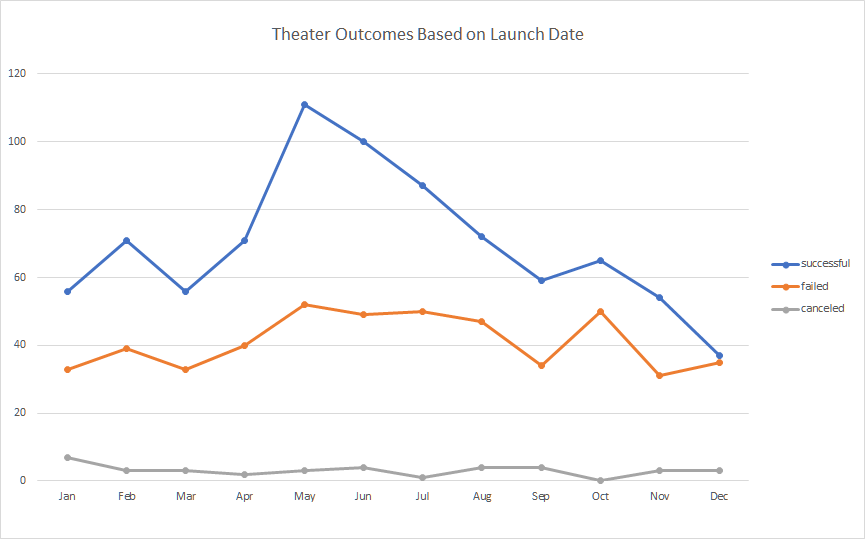 Theater Outcomes Based on Launch Date
120
100
80
60
40
20
0
Jan Feb Mar Apr May Jun Jul Aug Sep Oct Nov Dec
successful
failed
canceled